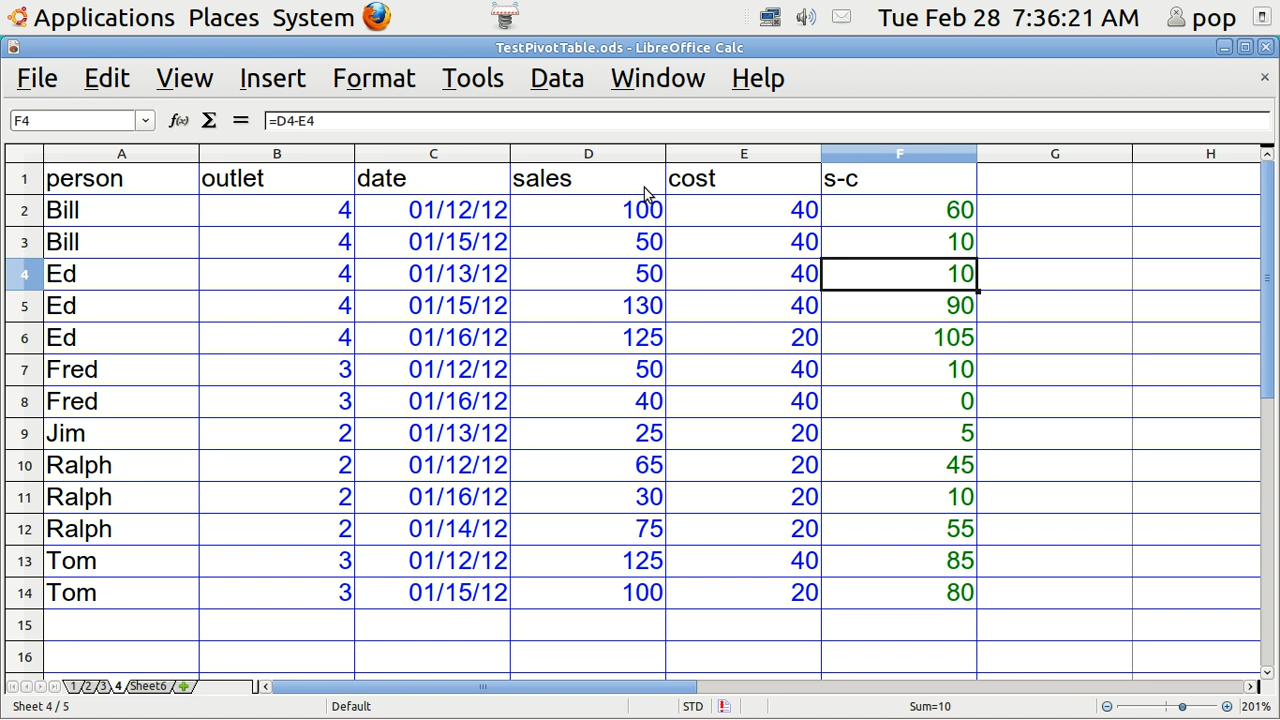 Applications Places System Tue Feb 28 7:36:21 AM pop
TestPivotTable.ods - LibreOffice Calc
File Edit View Insert Format Tools Data Window Help ×
F4 f(x) Σ = =D4-E4
A B C D E F G H
1 person outlet date sales cost s-c
2 Bill 4 01/12/12 100 40 60
3 Bill 4 01/15/12 50 40 10
4 Ed 4 01/13/12 50 40 10
5 Ed 4 01/15/12 130 40 90
6 Ed 4 01/16/12 125 20 105
7 Fred 3 01/12/12 50 40 10
8 Fred 3 01/16/12 40 40 0
9 Jim 2 01/13/12 25 20 5
10 Ralph 2 01/12/12 65 20 45
11 Ralph 2 01/16/12 30 20 10
12 Ralph 2 01/14/12 75 20 55
13 Tom 3 01/12/12 125 40 85
14 Tom 3 01/15/12 100 20 80
15
16
1 2 3 4 Sheet6
Sheet 4 / 5 Default STD Sum=10 201%